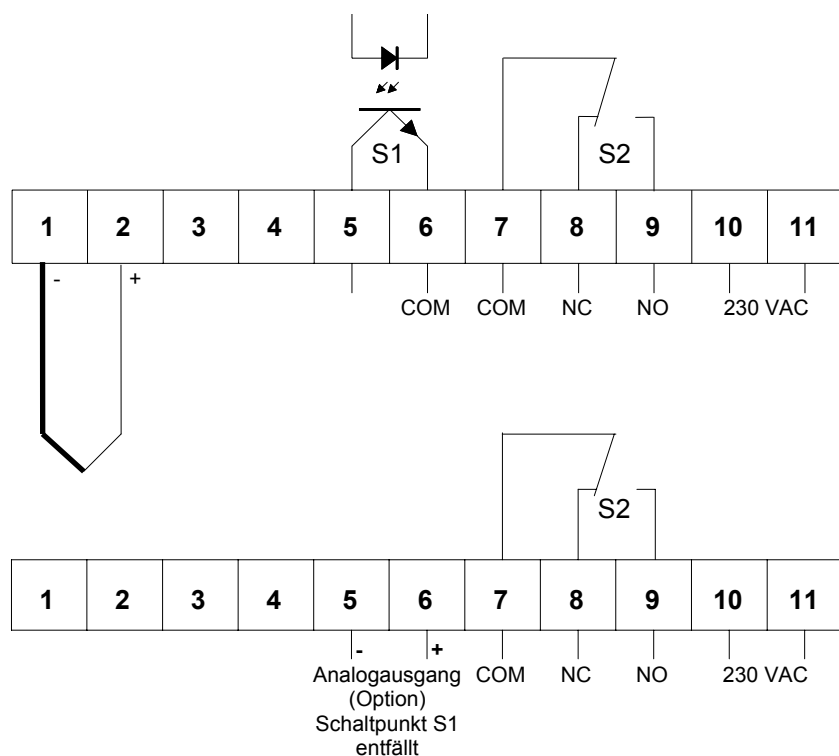 S1 S2
1 2 3 4 5 6 7 8 9 10 11
- + COM COM NC NO 230 VAC
S2
1 2 3 4 5 6 7 8 9 10 11
- +
Analogausgang COM NC NO 230 VAC
(Option)
Schaltpunkt S1
entfällt